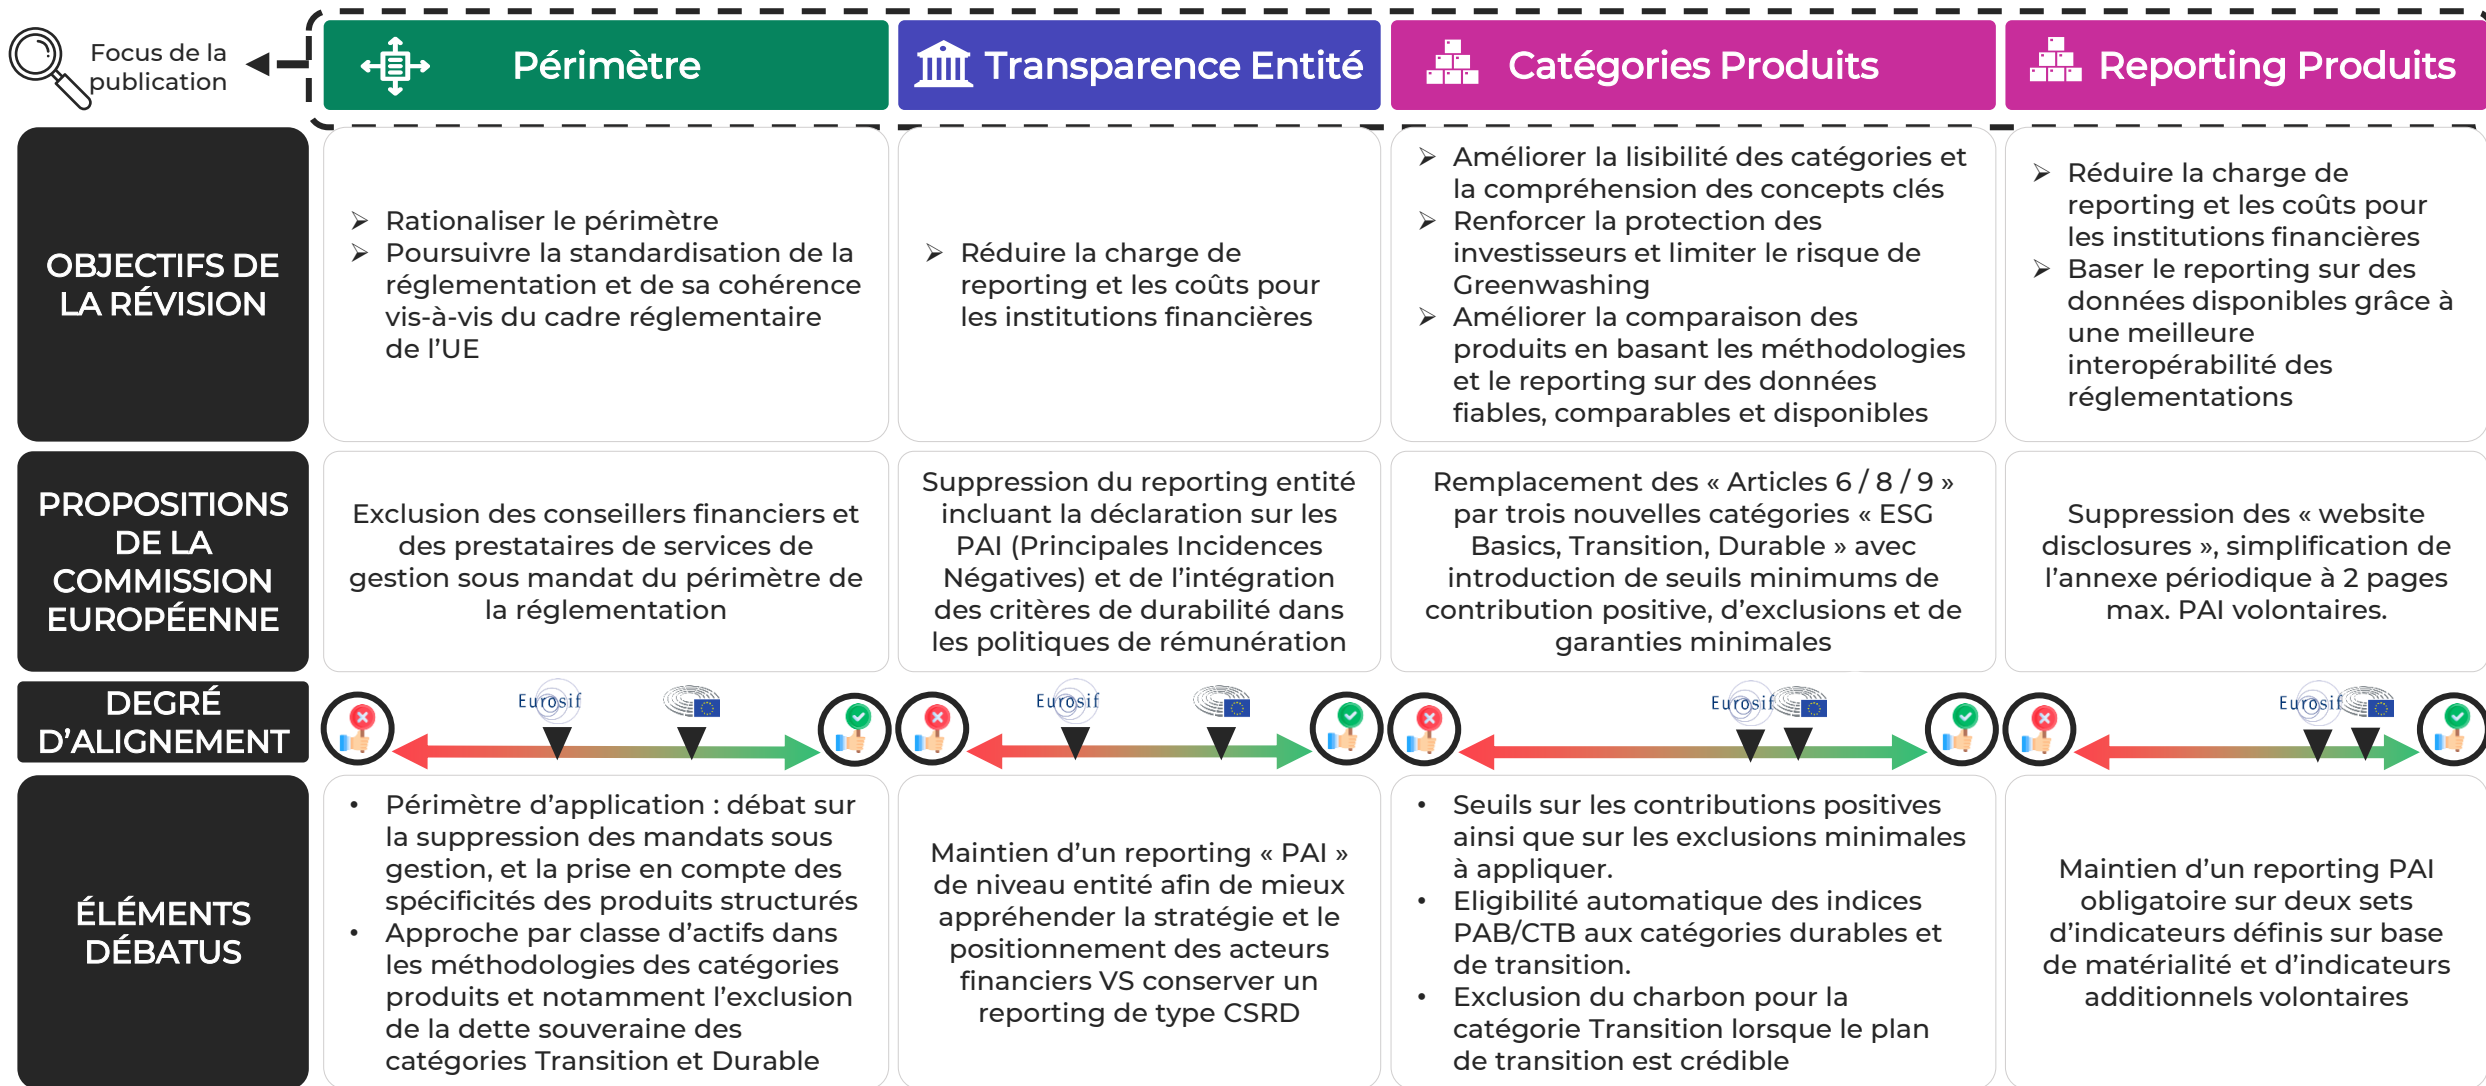 Focus de la
publication
Périmètre
Transparence Entité
Catégories Produits
Reporting Produits
OBJECTIFS DE
LA RÉVISION
➢ Rationaliser le périmètre
➢ Poursuivre la standardisation de la
réglementation et de sa cohérence
vis-à-vis du cadre réglementaire
de l’UE
➢ Réduire la charge de
reporting et les coûts pour
les institutions financières
➢ Améliorer la lisibilité des catégories et
la compréhension des concepts clés
➢ Renforcer la protection des
investisseurs et limiter le risque de
Greenwashing
➢ Améliorer la comparaison des
produits en basant les méthodologies
et le reporting sur des données
fiables, comparables et disponibles
➢ Réduire la charge de
reporting et les coûts pour
les institutions financières
➢ Baser le reporting sur des
données disponibles grâce à
une meilleure
interopérabilité des
réglementations
PROPOSITIONS
DE LA
COMMISSION
EUROPÉENNE
Exclusion des conseillers financiers et
des prestataires de services de
gestion sous mandat du périmètre de
la réglementation
Suppression du reporting entité
incluant la déclaration sur les
PAI (Principales Incidences
Négatives) et de l’intégration
des critères de durabilité dans
les politiques de rémunération
Remplacement des « Articles 6 / 8 / 9 »
par trois nouvelles catégories « ESG
Basics, Transition, Durable » avec
introduction de seuils minimums de
contribution positive, d’exclusions et de
garanties minimales
Suppression des « website
disclosures », simplification de
l’annexe périodique à 2 pages
max. PAI volontaires.
DEGRÉ
D’ALIGNEMENT
Eurosif
Eurosif
Eurosif
Eurosif
ÉLÉMENTS
DÉBATUS
• Périmètre d’application : débat sur
la suppression des mandats sous
gestion, et la prise en compte des
spécificités des produits structurés
• Approche par classe d’actifs dans
les méthodologies des catégories
produits et notamment l’exclusion
de la dette souveraine des
catégories Transition et Durable
Maintien d’un reporting « PAI »
de niveau entité afin de mieux
appréhender la stratégie et le
positionnement des acteurs
financiers VS conserver un
reporting de type CSRD
• Seuils sur les contributions positives
ainsi que sur les exclusions minimales
à appliquer.
• Eligibilité automatique des indices
PAB/CTB aux catégories durables et
de transition.
• Exclusion du charbon pour la
catégorie Transition lorsque le plan
de transition est crédible
Maintien d’un reporting PAI
obligatoire sur deux sets
d’indicateurs définis sur base
de matérialité et d’indicateurs
additionnels volontaires